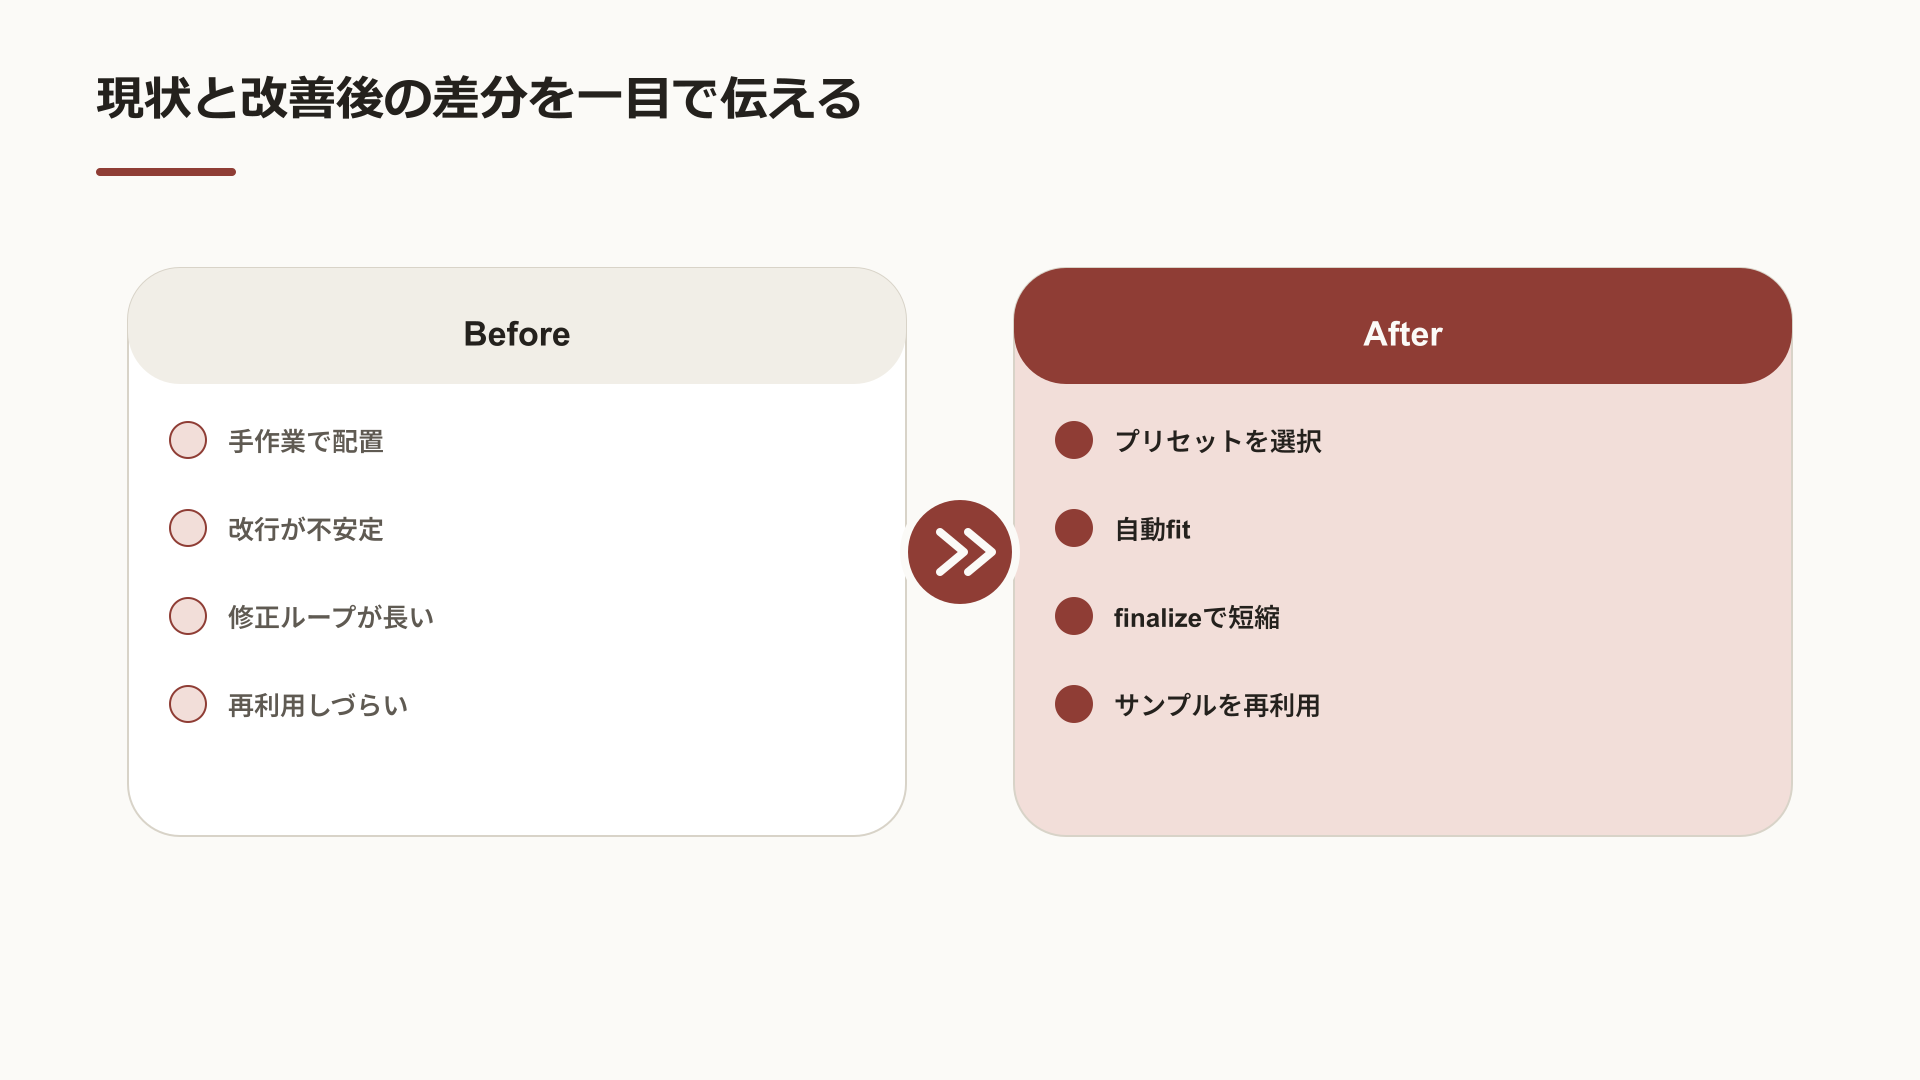 現状と改善後の差分を一目で伝える
Before
手作業で配置
改行が不安定
修正ループが長い
再利用しづらい
After
プリセットを選択
自動fit
finalizeで短縮
サンプルを再利用